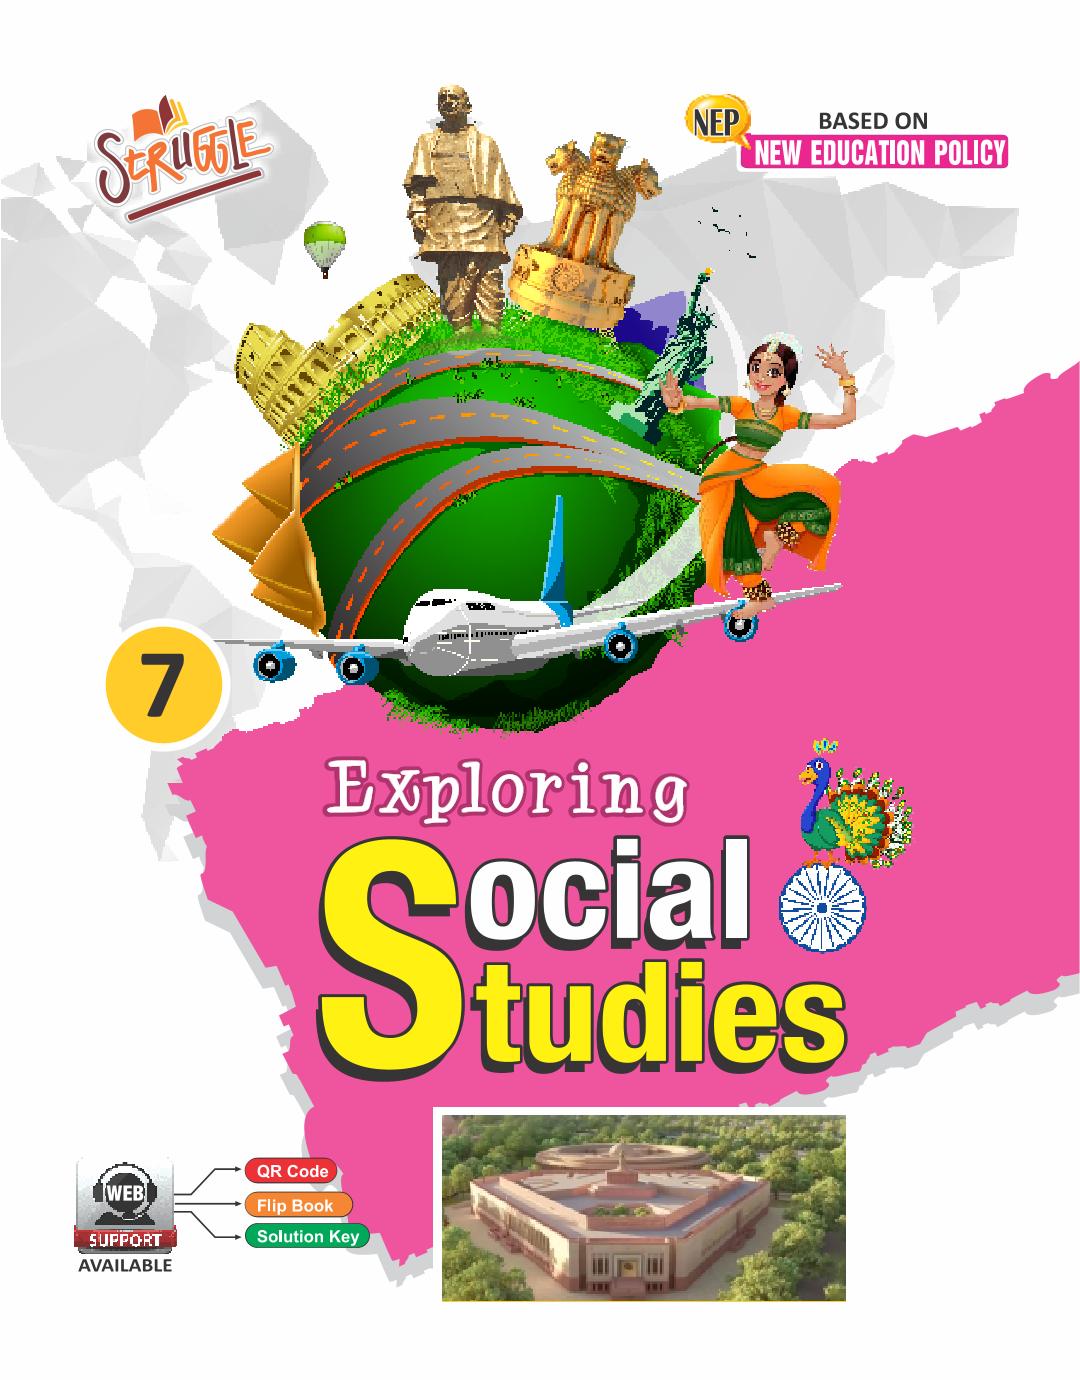 STRUGGLE
NEP
BASED ON
NEW EDUCATION POLICY
7
Exploring
Social
Studies
WEB
SUPPORT
AVAILABLE
QR Code
Flip Book
Solution Key